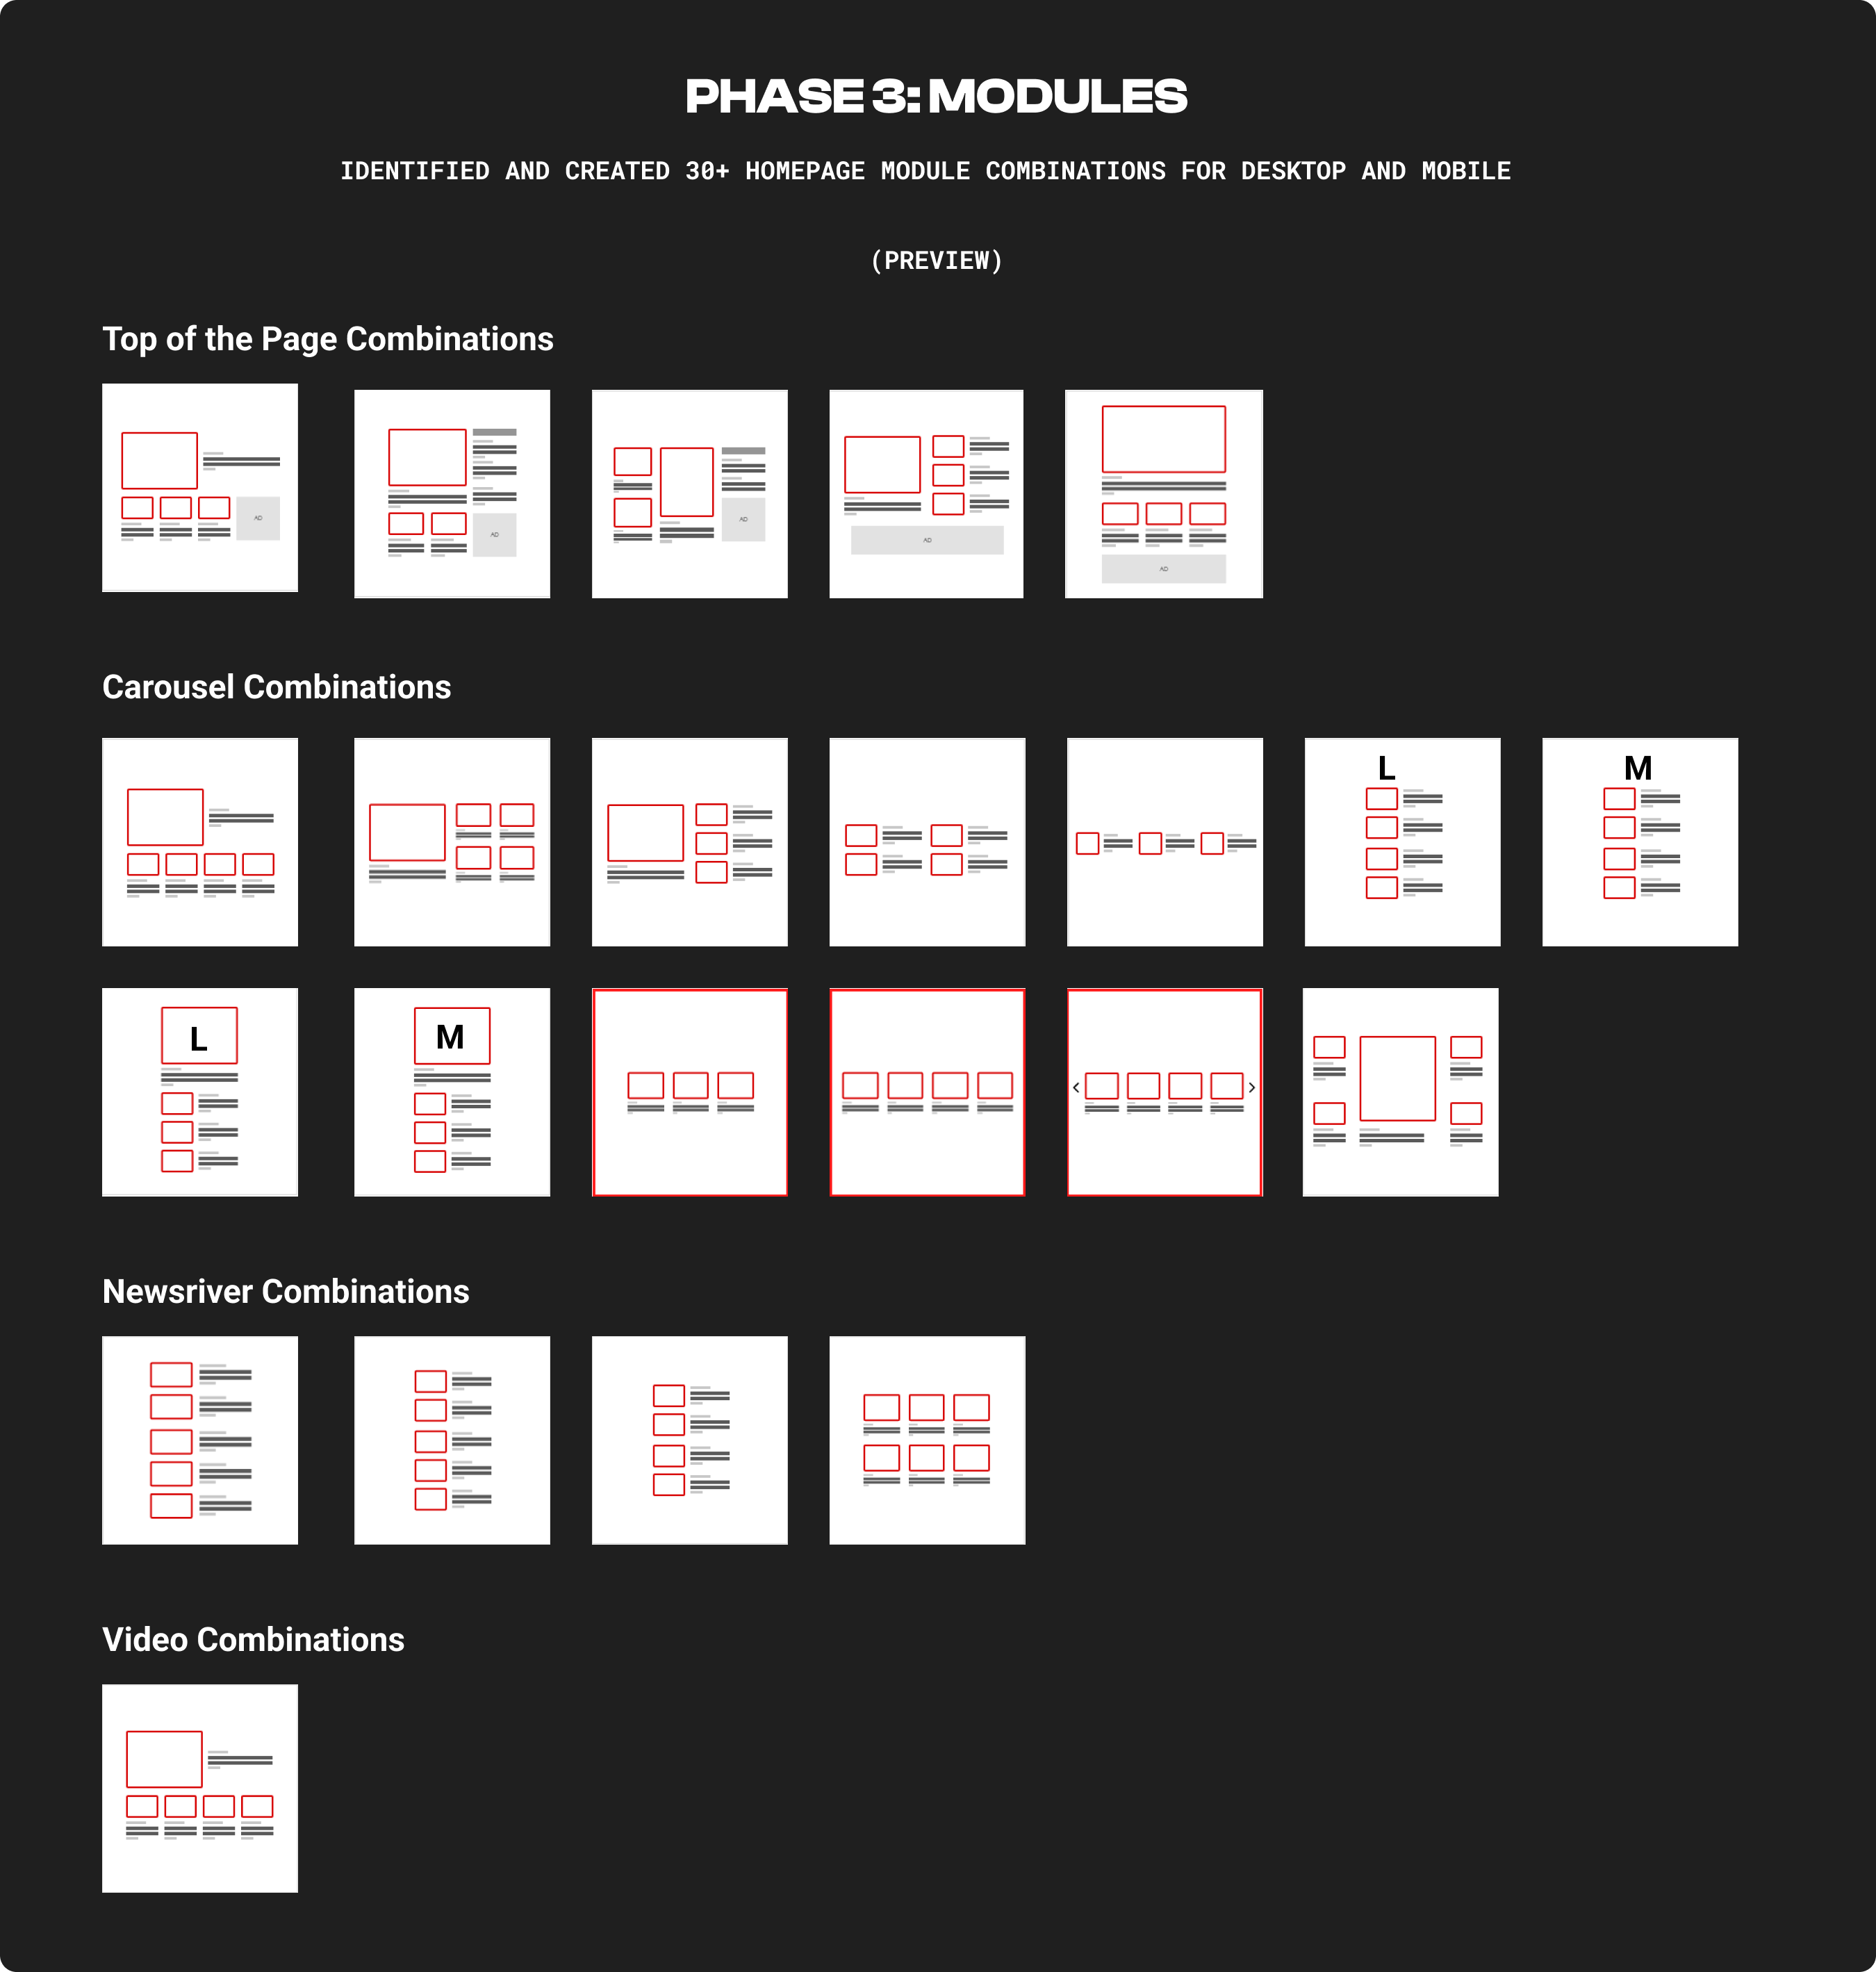 PHASE 3: MODULES
IDENTIFIED AND CREATED 30+ HOMEPAGE MODULE COMBINATIONS FOR DESKTOP AND MOBILE
(PREVIEW)
Top of the Page Combinations
AD
AD
AD
AD
AD
Carousel Combinations
L
M
L
M
Newsriver Combinations
Video Combinations